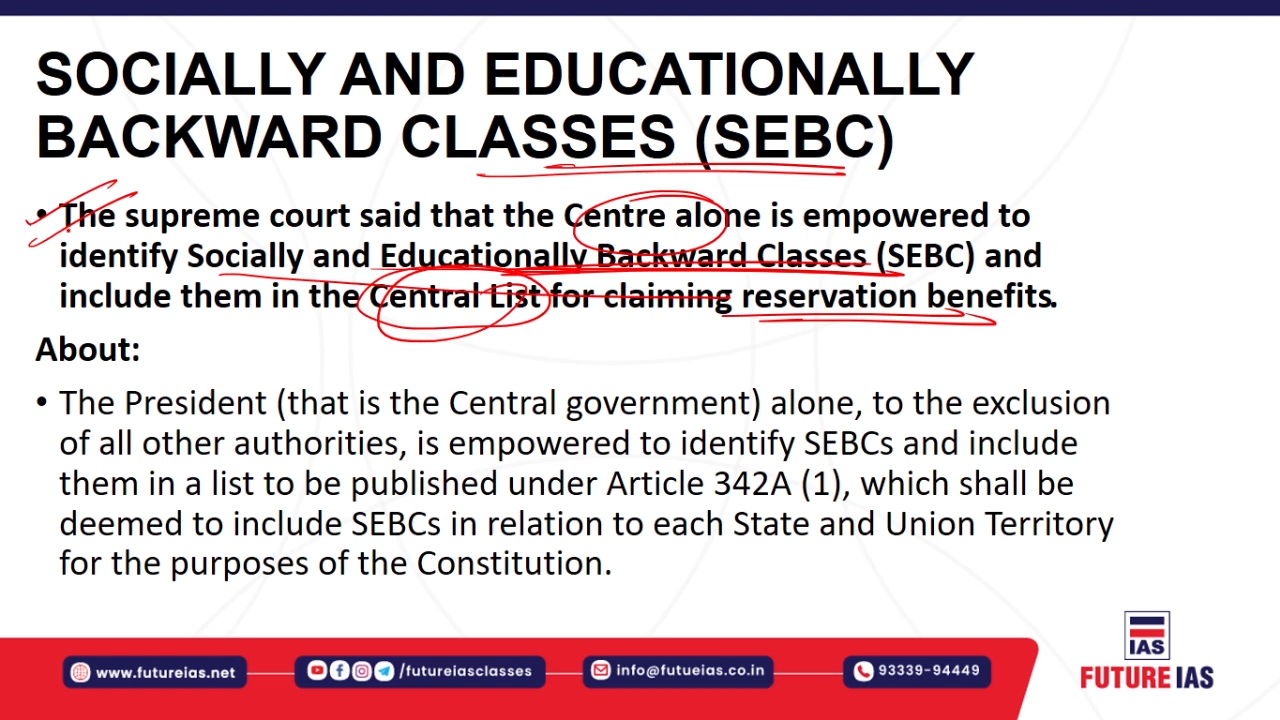 SOCIALLY AND EDUCATIONALLY
BACKWARD CLASSES (SEBC)
• The supreme court said that the Centre alone is empowered to
identify Socially and Educationally Backward Classes (SEBC) and
include them in the Central List for claiming reservation benefits.
About:
• The President (that is the Central government) alone, to the exclusion
of all other authorities, is empowered to identify SEBCs and include
them in a list to be published under Article 342A (1), which shall be
deemed to include SEBCs in relation to each State and Union Territory
for the purposes of the Constitution.
IAS
FUTURE IAS
www.futureias.net
/futureiasclasses
info@futueias.co.in
93339-94449